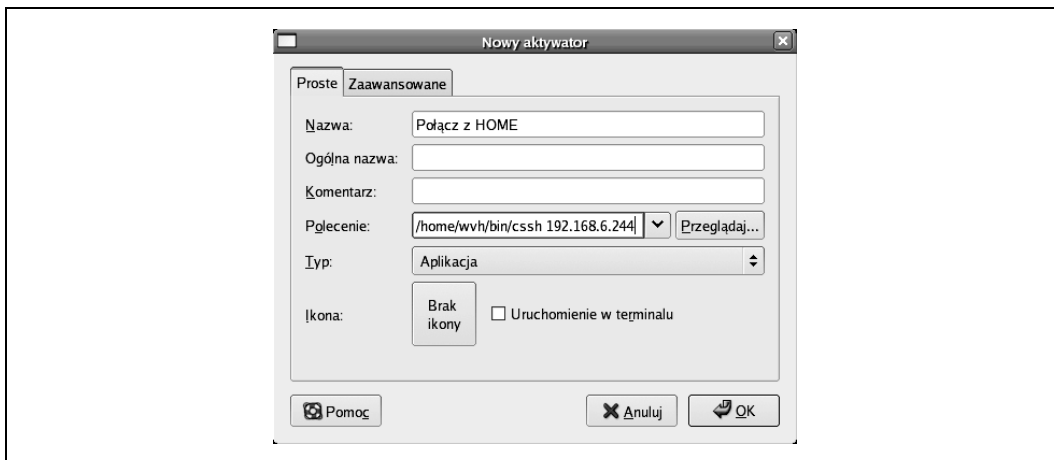 Nowy aktywator
Proste Zaawansowane
Nazwa: Połącz z HOME
Ogólna nazwa:
Komentarz:
Polecenie: /home/wvh/bin/cssh 192.168.6.244 Przeglądaj...
Typ: Aplikacja
Ikona: Brak ikony Uruchomienie w terminalu
Pomoc Anuluj OK